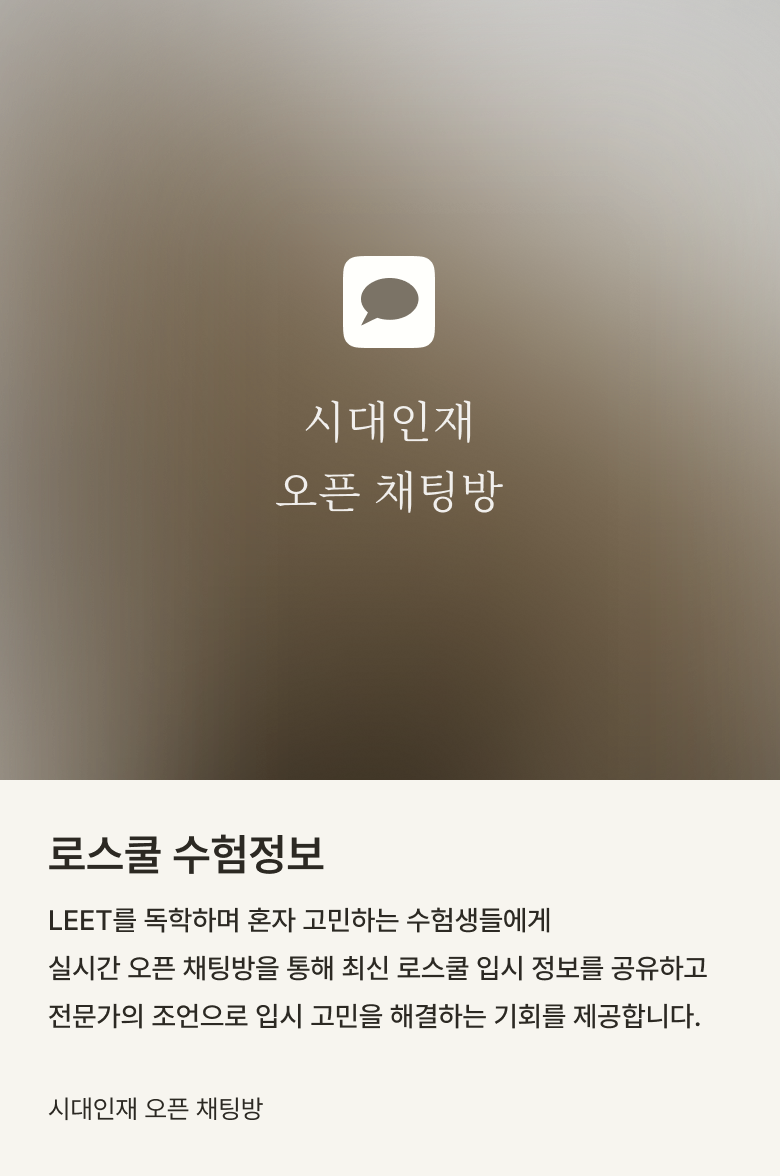 시대인재
오픈 채팅방
로스쿨 수험정보
LEET를 독학하며 혼자 고민하는 수험생들에게
실시간 오픈 채팅방을 통해 최신 로스쿨 입시 정보를 공유하고
전문가의 조언으로 입시 고민을 해결하는 기회를 제공합니다.
시대인재 오픈 채팅방